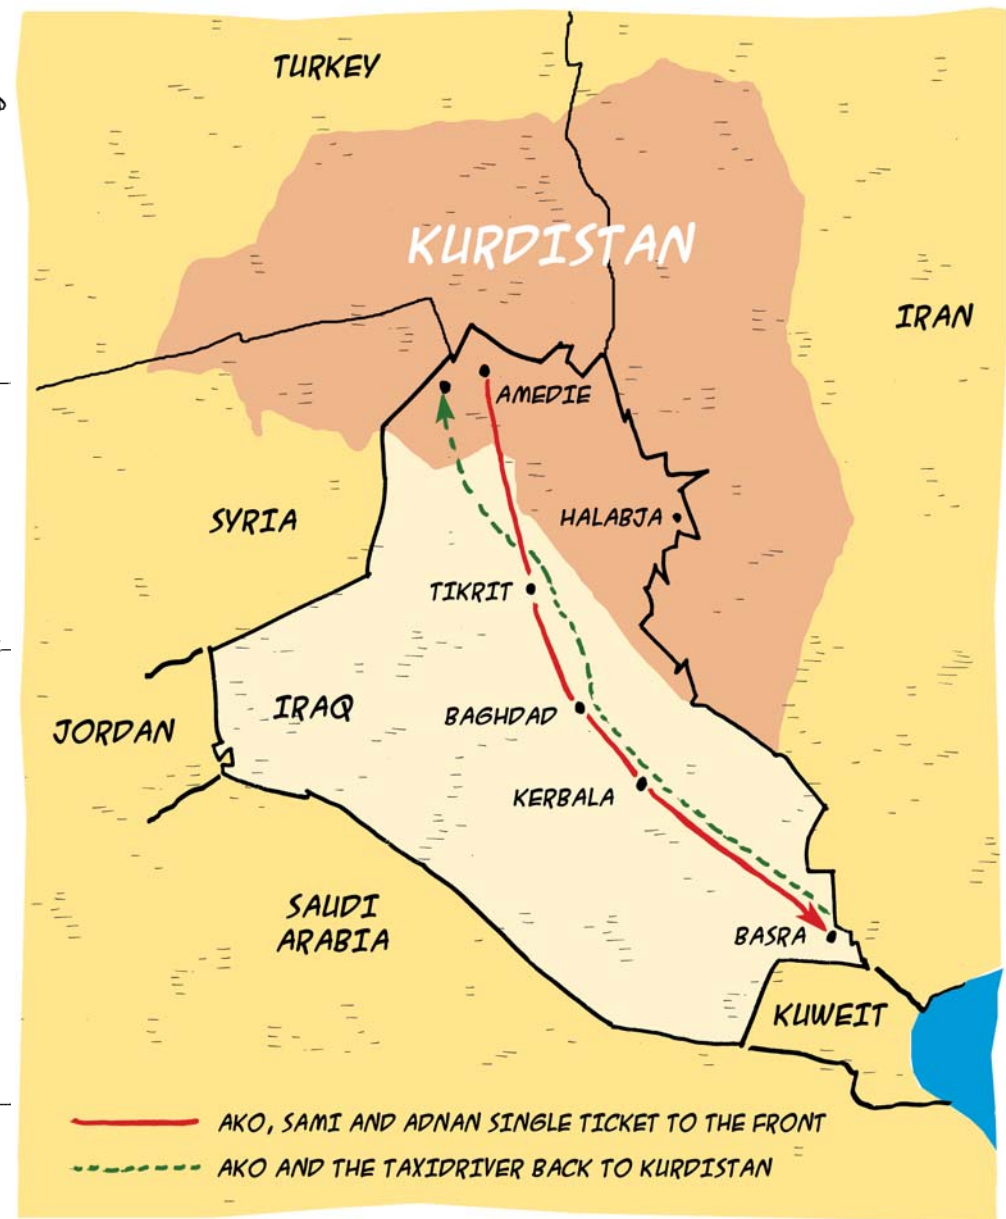 TURKEY
KURDISTAN
IRAN
AMEDIE
SYRIA
HALABJA
TIKRIT
IRAQ
BAGHDAD
JORDAN
KERBALA
SAUDI
ARABIA
BASRA
KUWEIT
AKO, SAMI AND ADNAN SINGLE TICKET TO THE FRONT
AKO AND THE TAXIDRIVER BACK TO KURDISTAN